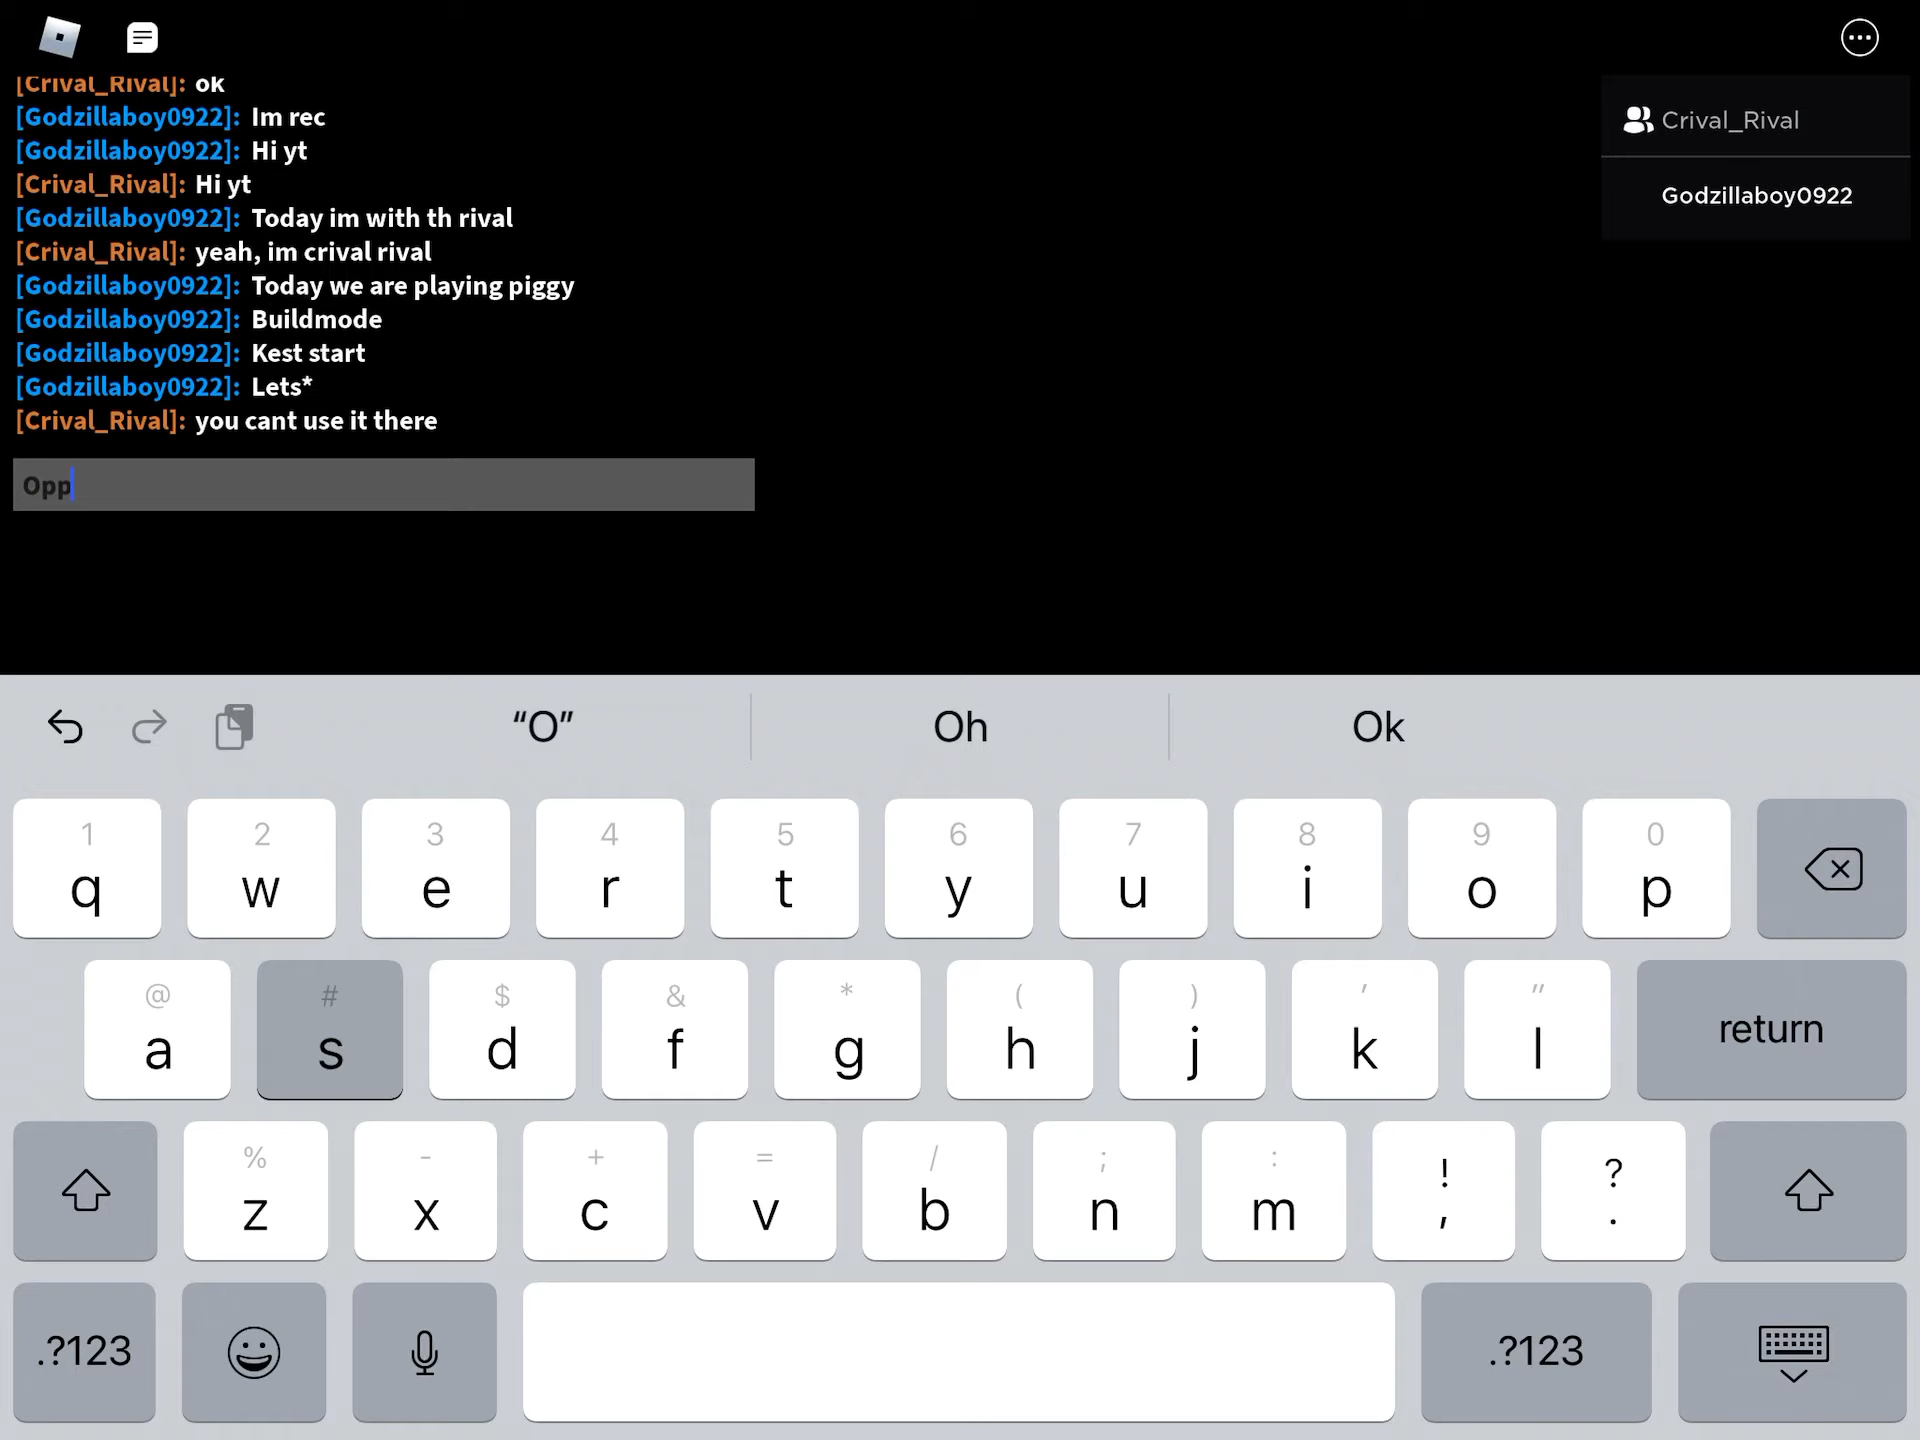 [Crival_Rival]: ok
[Godzillaboy0922]: Im rec
[Godzillaboy0922]: Hi yt
[Crival_Rival]: Hi yt
[Godzillaboy0922]: Today im with th rival
[Crival_Rival]: yeah, im crival rival
[Godzillaboy0922]: Today we are playing piggy
[Godzillaboy0922]: Buildmode
[Godzillaboy0922]: Kest start
[Godzillaboy0922]: Lets*
[Crival_Rival]: you cant use it there
Opp
Crival_Rival
Godzillaboy0922
“O” Oh Ok
1 2 3 4 5 6 7 8 9 0
q w e r t y u i o p
@ # $ & * ( ) ' "
a s d f g h j k l return
% - + = / ; : ! ?
z x c v b n m , .
.?123 .?123